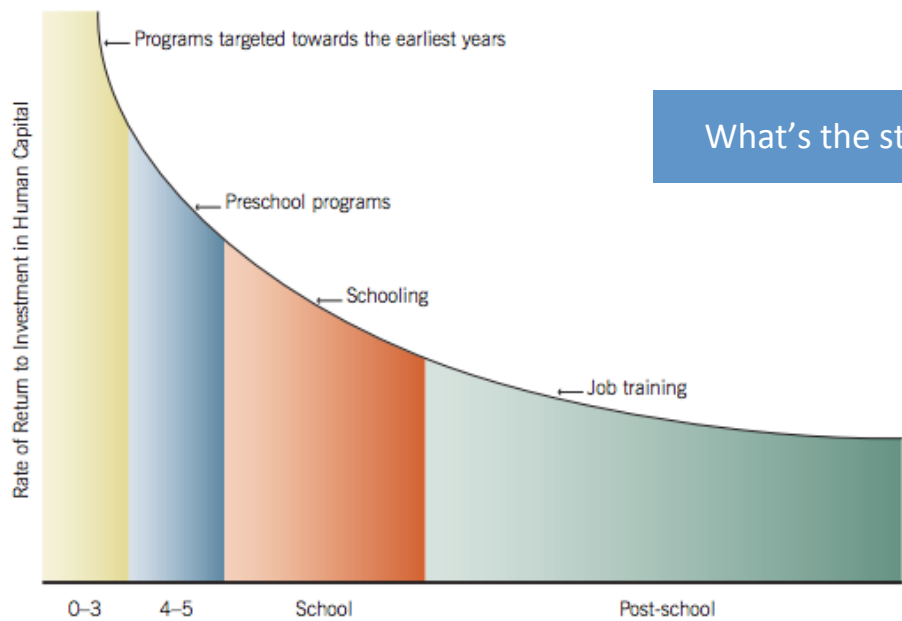 Programs targeted towards the earliest years
What's the st
Preschool programs
Schooling
Job training
Rate of Return to Investment in Human Capital
0–3
4–5
School
Post-school